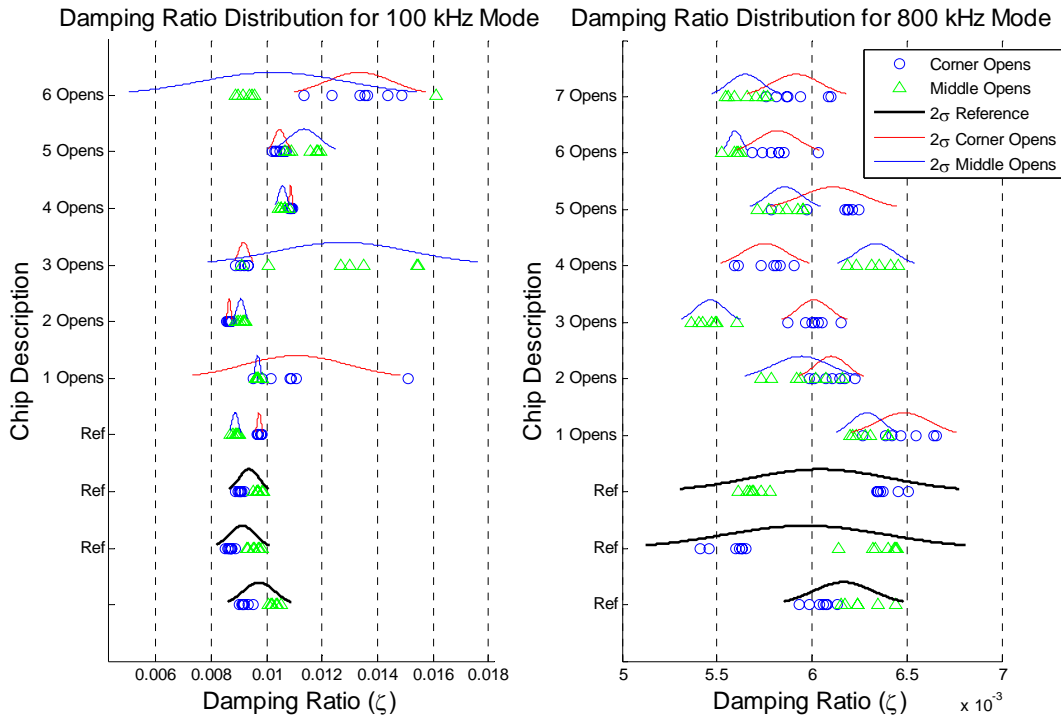 Damping Ratio Distribution for 100 kHz Mode
6 Opens
5 Opens
4 Opens
3 Opens
2 Opens
1 Opens
Ref
Ref
Ref
Chip Description
0.006 0.008 0.01 0.012 0.014 0.016 0.018
Damping Ratio (ζ)
Damping Ratio Distribution for 800 kHz Mode
Corner Opens
Middle Opens
2σ Reference
2σ Corner Opens
2σ Middle Opens
7 Opens
6 Opens
5 Opens
4 Opens
3 Opens
2 Opens
1 Opens
Ref
Ref
Ref
Chip Description
5 5.5 6 6.5 7
x 10⁻³
Damping Ratio (ζ)